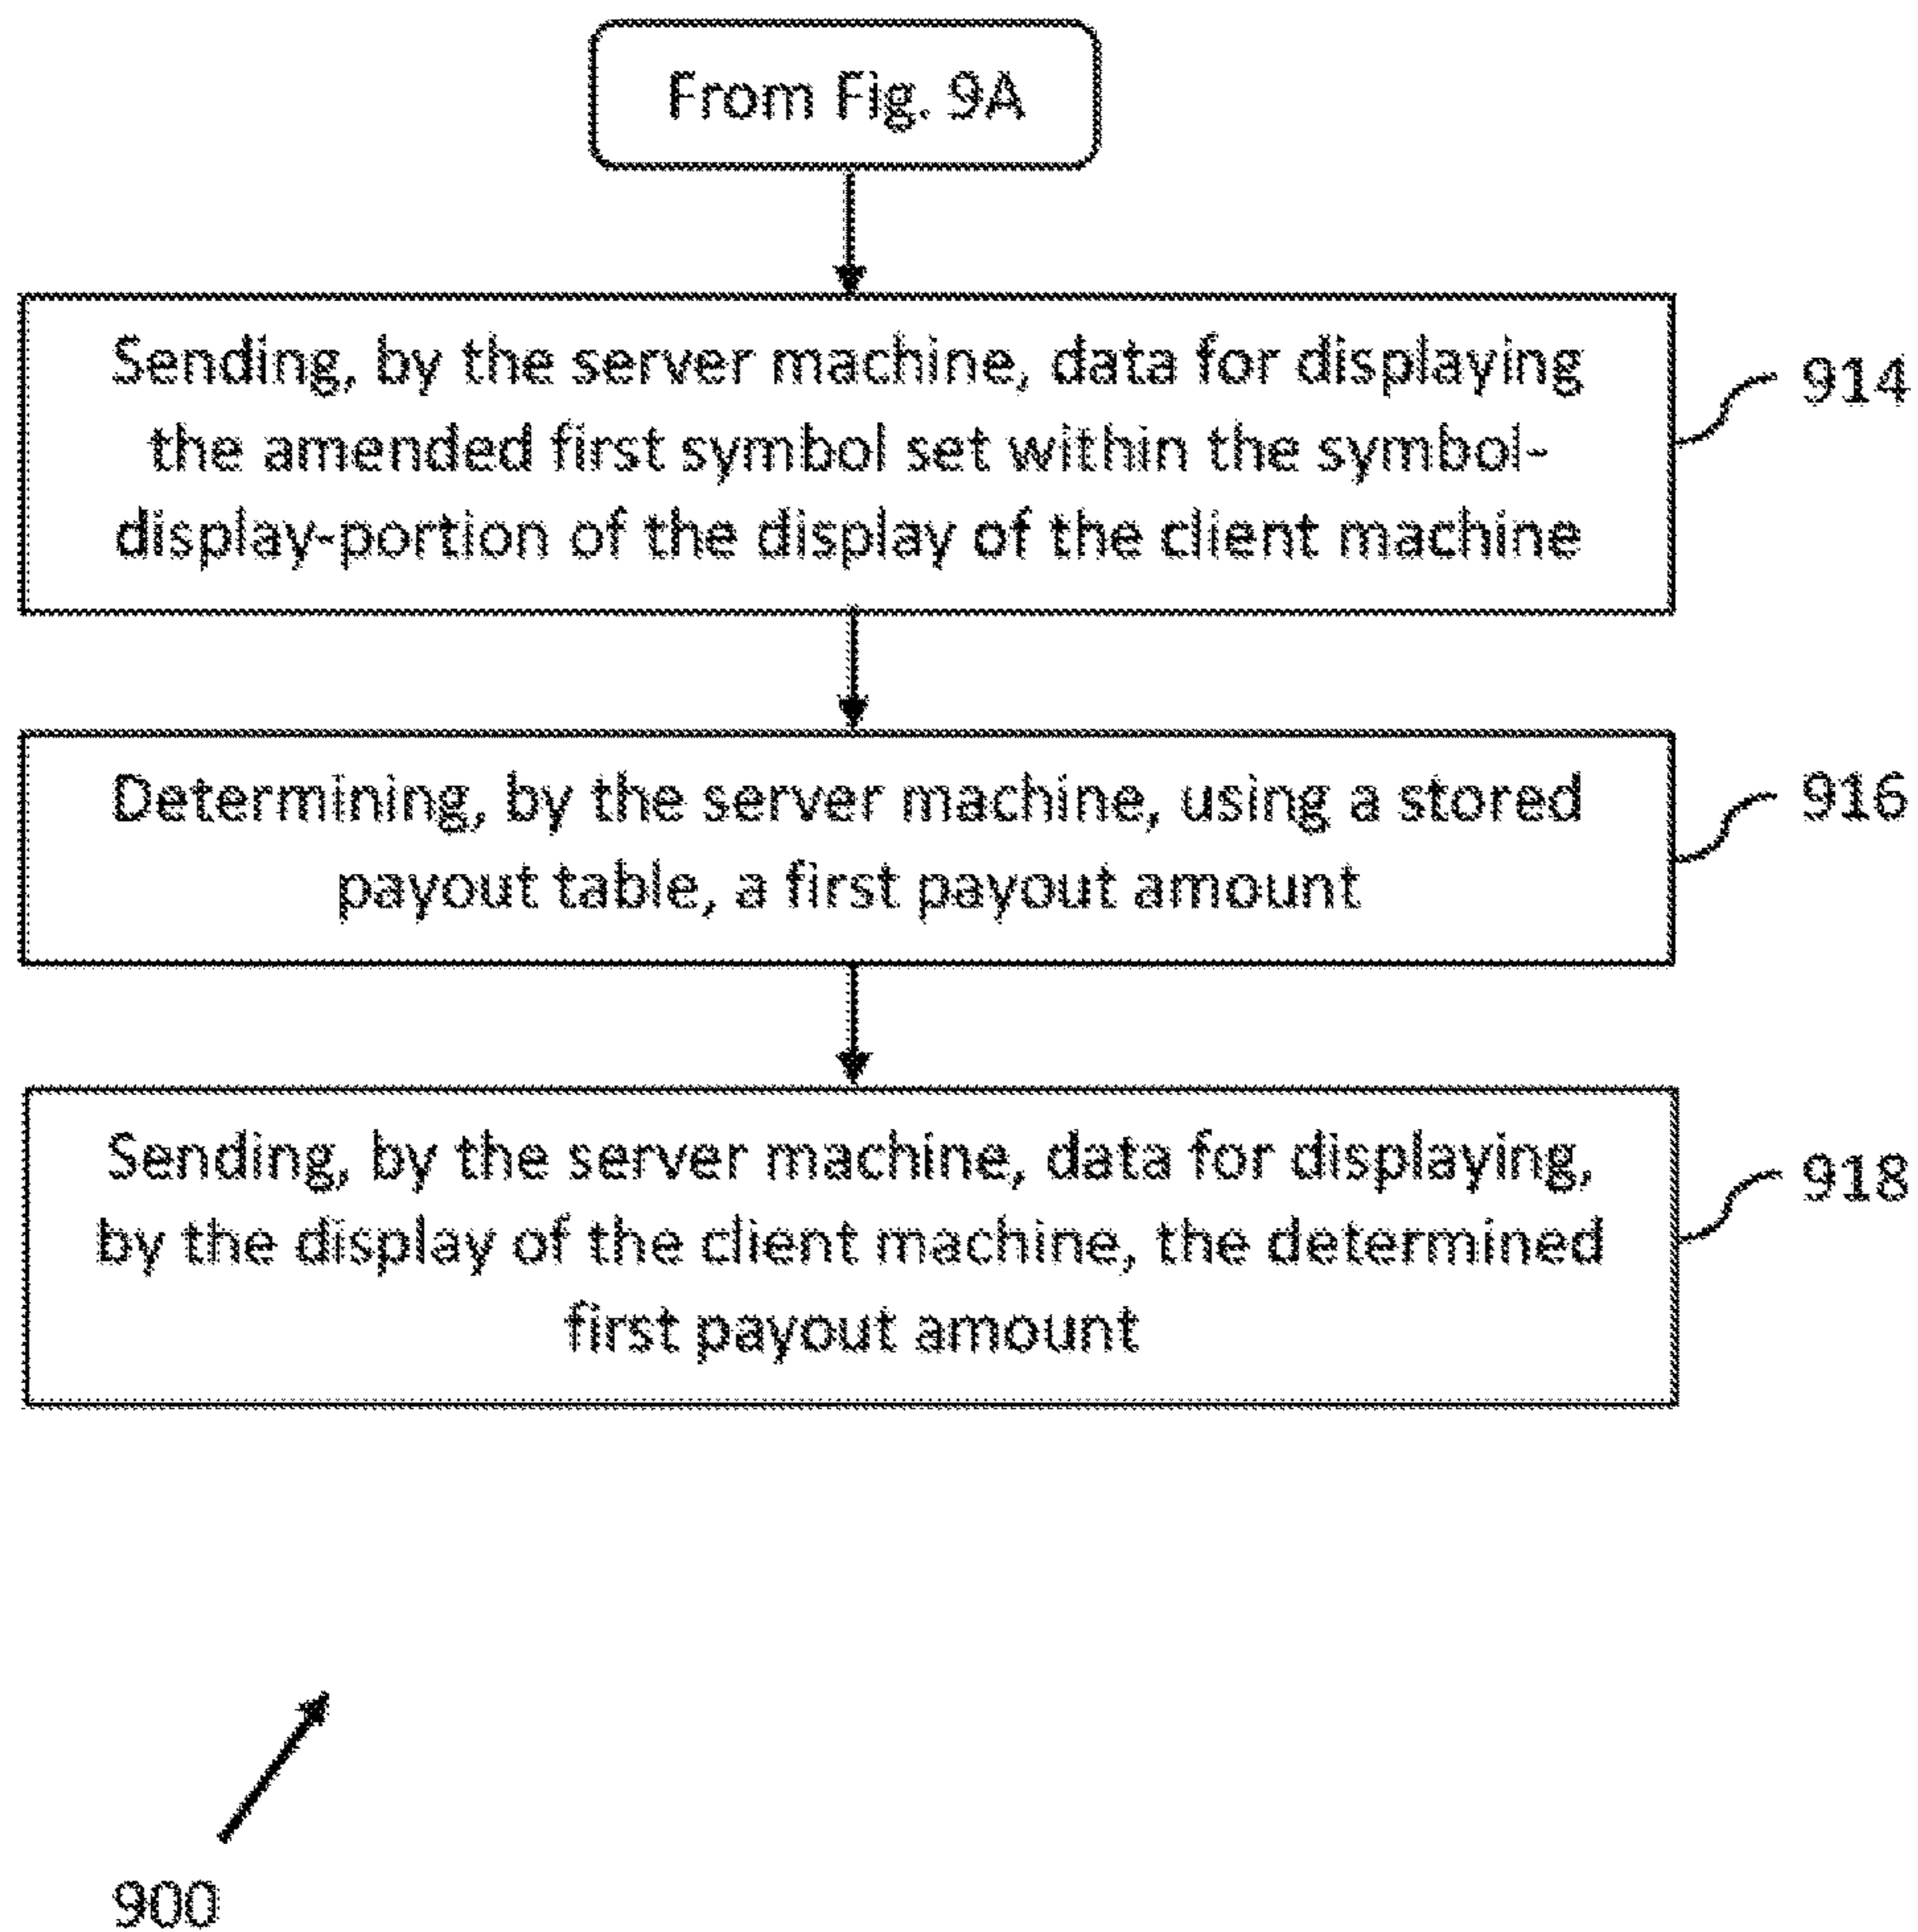 From Fig. 9A
Sending, by the server machine, data for displaying
the amended first symbol set within the symbol-
display-portion of the display of the client machine
914
Determining, by the server machine, using a stored
payout table, a first payout amount
916
Sending, by the server machine, data for displaying,
by the display of the client machine, the determined
first payout amount
918
900